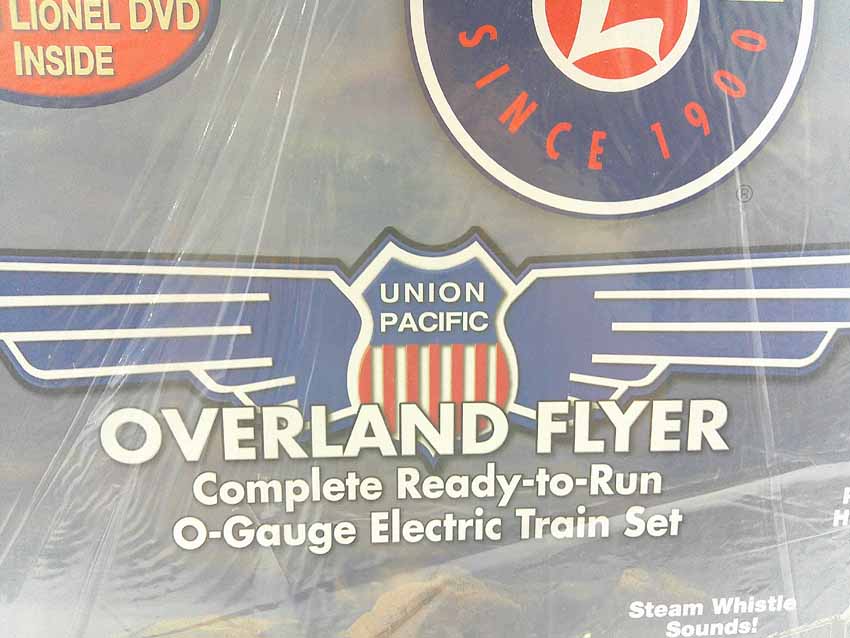 LIONEL DVD
INSIDE
SINCE 1900
®
UNION
PACIFIC
OVERLAND FLYER
Complete Ready-to-Run
O-Gauge Electric Train Set
Steam Whistle
Sounds!